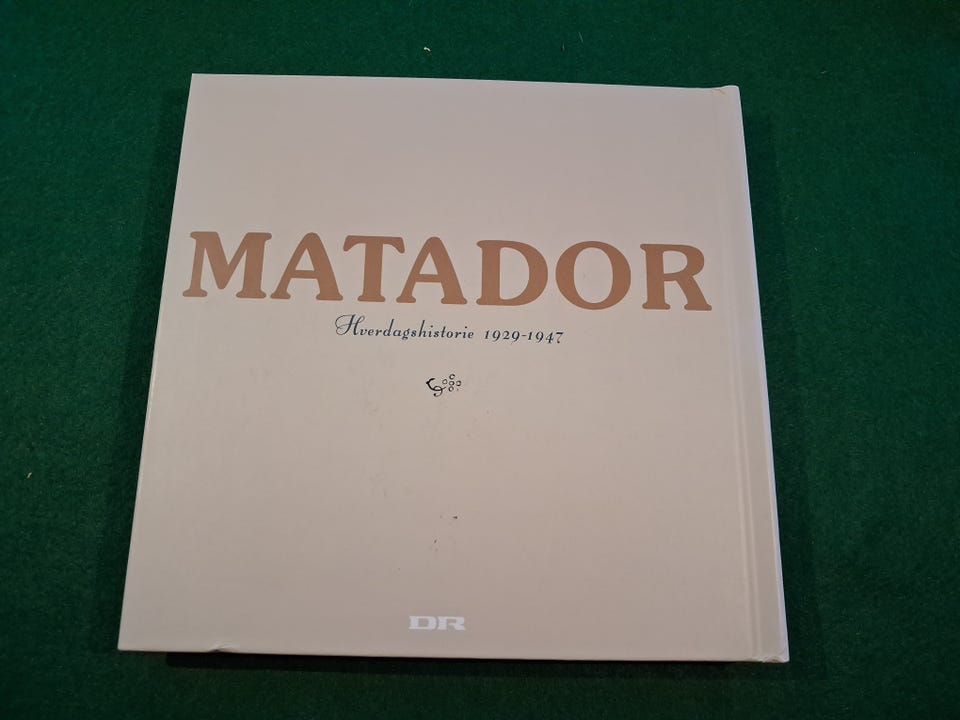 MATADOR
Hverdagshistorie 1929-1947
DR